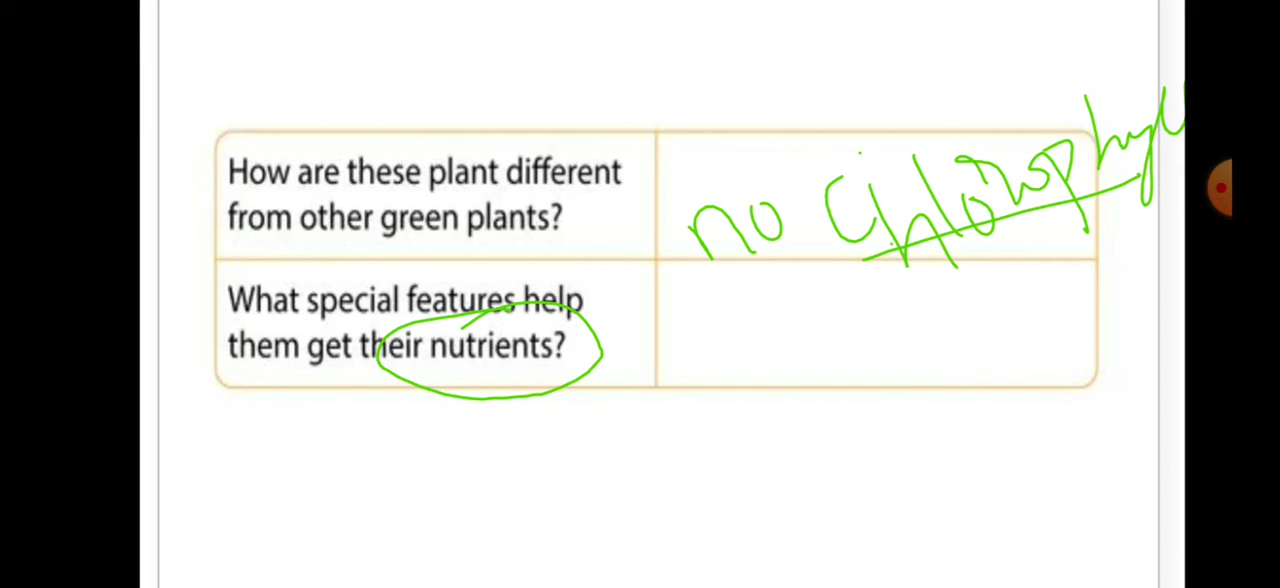 How are these plant different
from other green plants?
no Chlorophyll
What special features help
them get their nutrients?